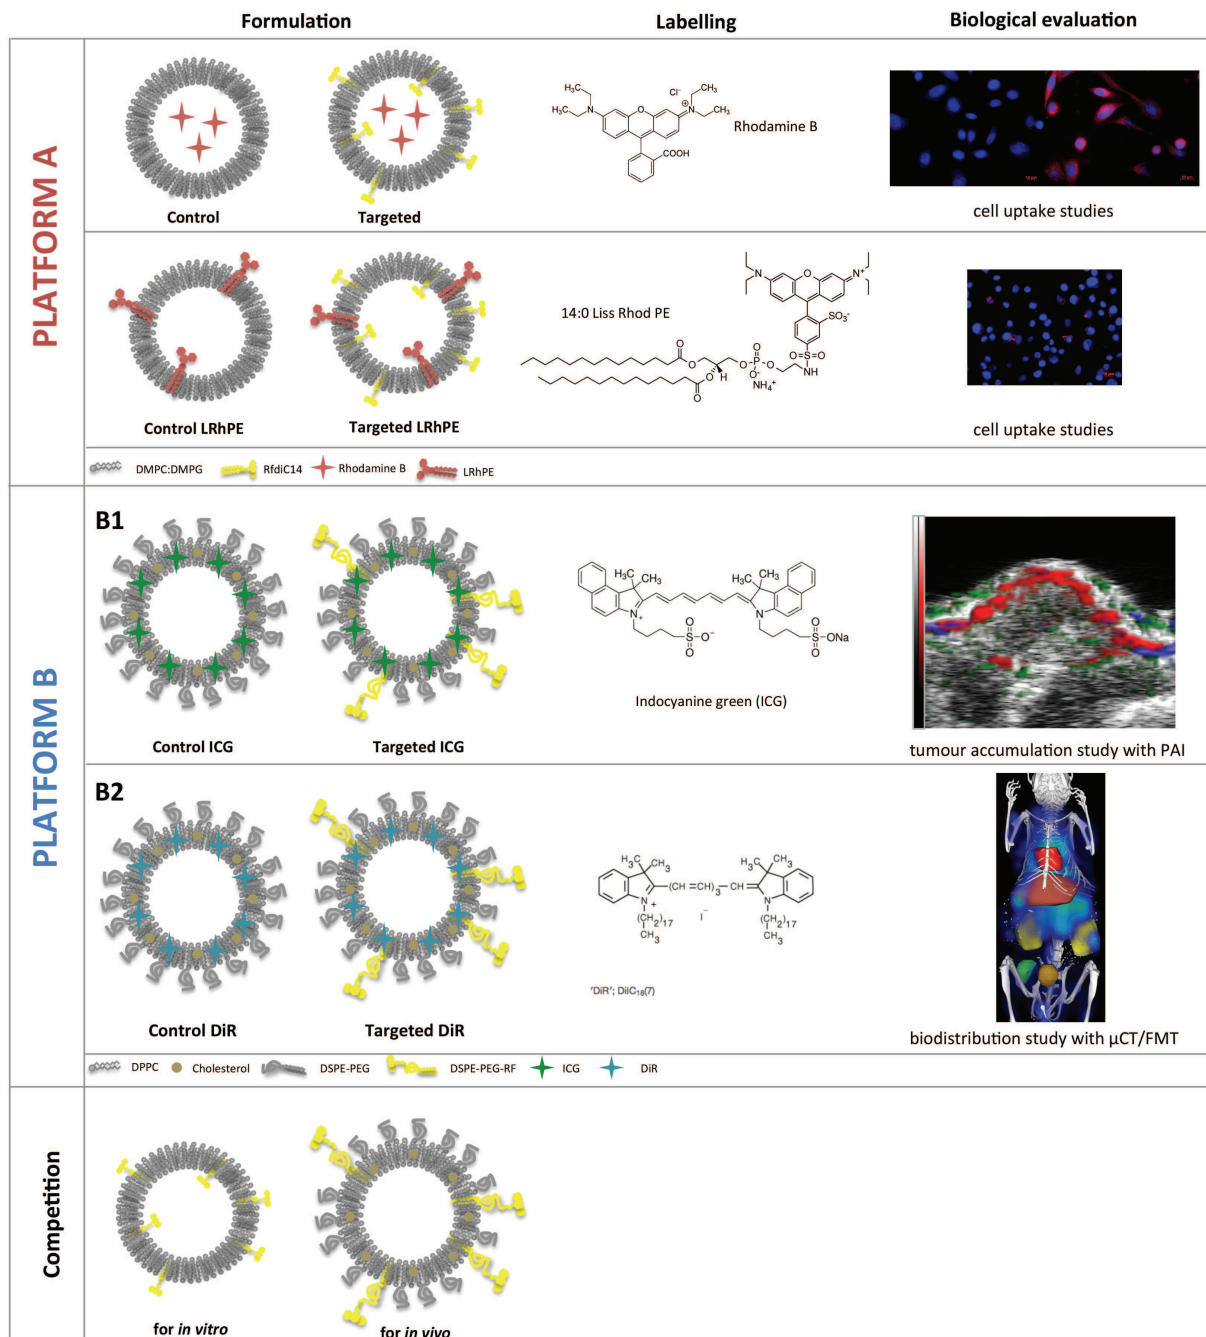 Formulation
Labelling
Biological evaluation
PLATFORM A
H₃C
CH₃
Cl⁻
H₃C
N
O
N
⊕
CH₃
COOH
Rhodamine B
Control
Targeted
cell uptake studies
14:0 Liss Rhod PE
N
O
N⁺
SO₃⁻
O=S=O
NH
O
O
O
H
O
O
O
P
O⁻
O
NH₄⁺
Control LRhPE
Targeted LRhPE
cell uptake studies
DMPC:DMPG
RfdiC14
Rhodamine B
LRhPE
PLATFORM B
B1
H₃C
CH₃
H₃C
CH₃
N
+
N
O
S
O⁻
O
O
S
ONa
O
Indocyanine green (ICG)
Control ICG
Targeted ICG
tumour accumulation study with PAI
B2
H₃C
CH₃
H₃C
CH₃
(CH=CH)₃—CH
N
+
N
(CH₂)₁₇
I⁻
(CH₂)₁₇
CH₃
CH₃
'DiR'; DiIC₁₈(7)
Control DiR
Targeted DiR
biodistribution study with µCT/FMT
DPPC
Cholesterol
DSPE-PEG
DSPE-PEG-RF
ICG
DiR
Competition
for in vitro
for in vivo